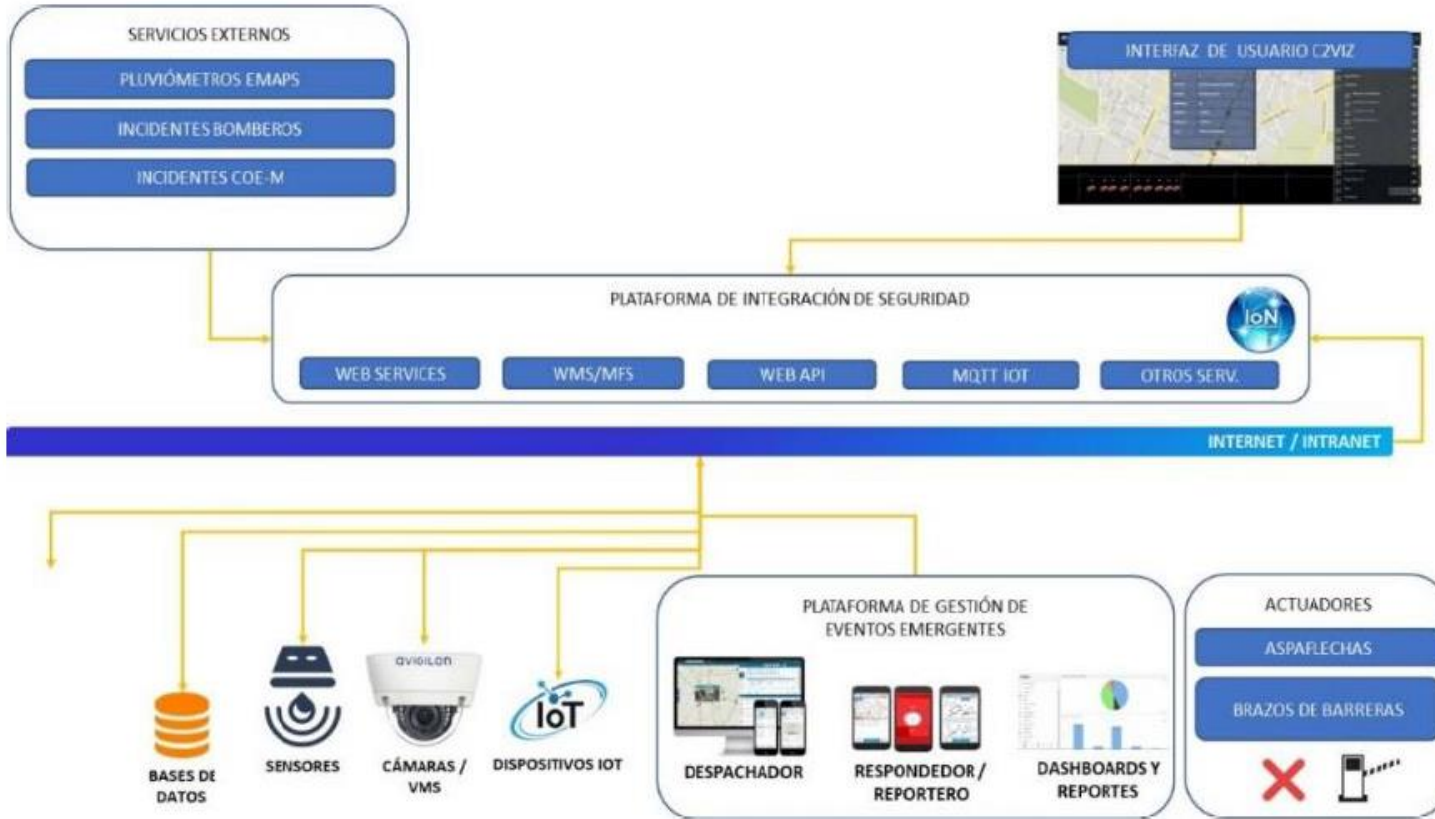 SERVICIOS EXTERNOS
PLUVIÓMETROS EMAPS
INCIDENTES BOMBEROS
INCIDENTES COE-M
INTERFAZ DE USUARIO C2VIZ
PLATAFORMA DE INTEGRACIÓN DE SEGURIDAD
IoN
WEB SERVICES
WMS/MFS
WEB API
MQTT IOT
OTROS SERV.
INTERNET / INTRANET
BASES DE
DATOS
SENSORES
avigilon
CÁMARAS /
VMS
IoT
DISPOSITIVOS IOT
PLATAFORMA DE GESTIÓN DE
EVENTOS EMERGENTES
DESPACHADOR
RESPONDEDOR /
REPORTERO
DASHBOARDS Y
REPORTES
ACTUADORES
ASPAFLECHAS
BRAZOS DE BARRERAS